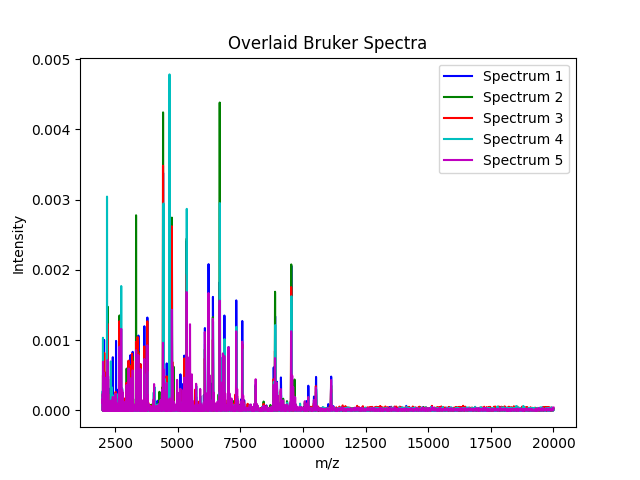 Overlaid Bruker Spectra
0.005
0.004
0.003
0.002
0.001
0.000
Intensity
Spectrum 1
Spectrum 2
Spectrum 3
Spectrum 4
Spectrum 5
2500 5000 7500 10000 12500 15000 17500 20000
m/z